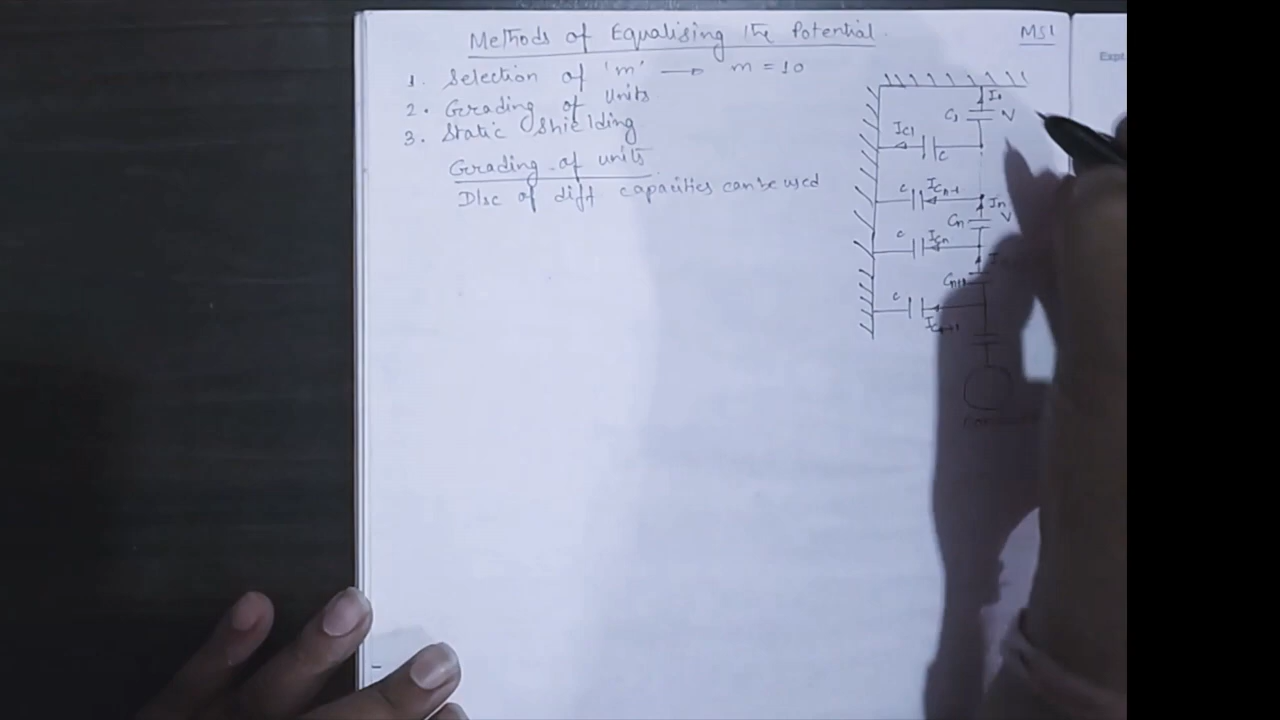 Methods of Equalising the Potential.
MS1
Expt.
1. Selection of 'm' → m = 10
2. Grading of units
3. Static Shielding
Grading of units
Disc of diff capacities can be used
I1
C1 V
Ic1
C
C Icn-1
In
Cn V
C Icn
Cn+1
C
Icn+1